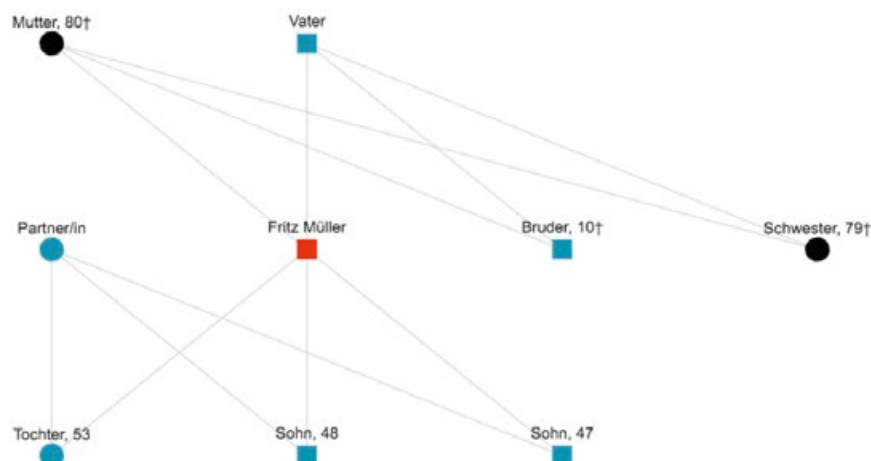 Mutter, 80†
Vater
Partner/in
Fritz Müller
Bruder, 10†
Schwester, 79†
Tochter, 53
Sohn, 48
Sohn, 47